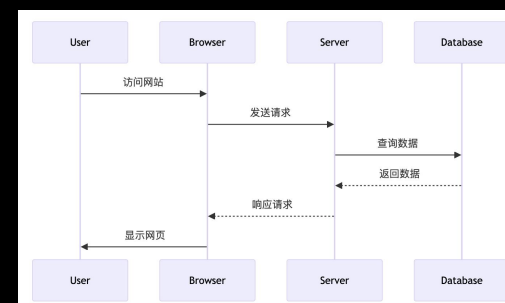 User Browser Server Database
访问网站
发送请求
查询数据
返回数据
响应请求
显示网页
User Browser Server Database